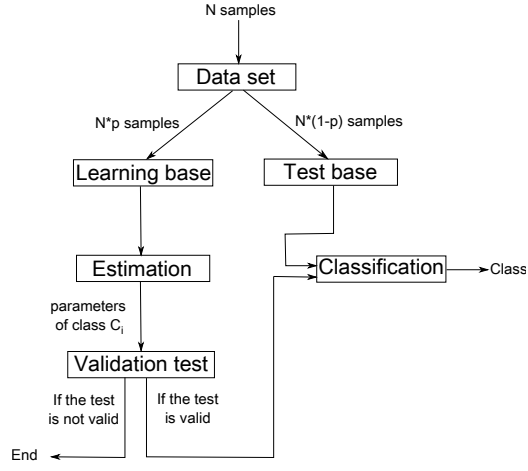 N samples
Data set
N*p samples
N*(1-p) samples
Learning base
Test base
Estimation
Classification
Class
parameters
of class Ci
Validation test
If the test
is not valid
If the test
is valid
End